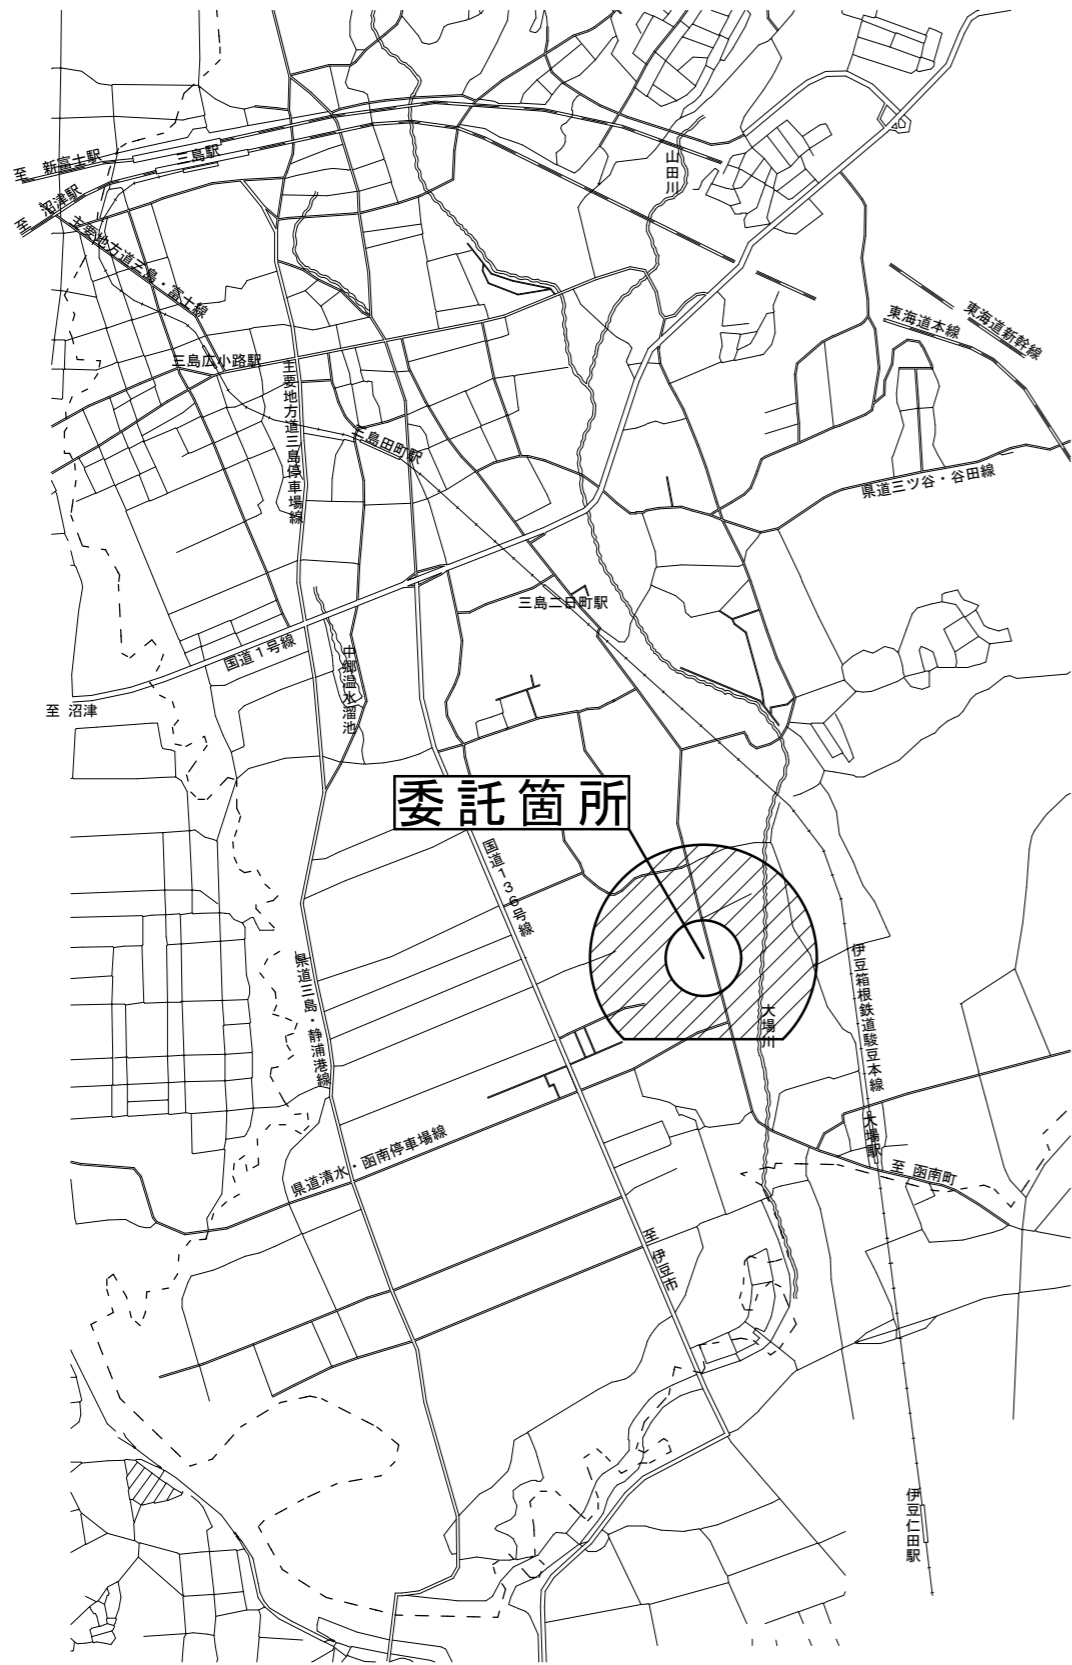 至 新富士駅
三島駅
山田川
至 沼津駅
主要地方道三島・富士線
東海道本線
東海道新幹線
三島広小路駅
主要地方道三島停車場線
三島田町駅
県道三ツ谷・谷田線
三島二日町駅
国道1号線
中郷温水溜池
至 沼津
委託箇所
国道136号線
伊豆箱根鉄道駿豆本線
県道三島・静浦港線
大場川
大場駅
県道清水・函南停車場線
至 函南町
至 伊豆市
伊豆仁田駅